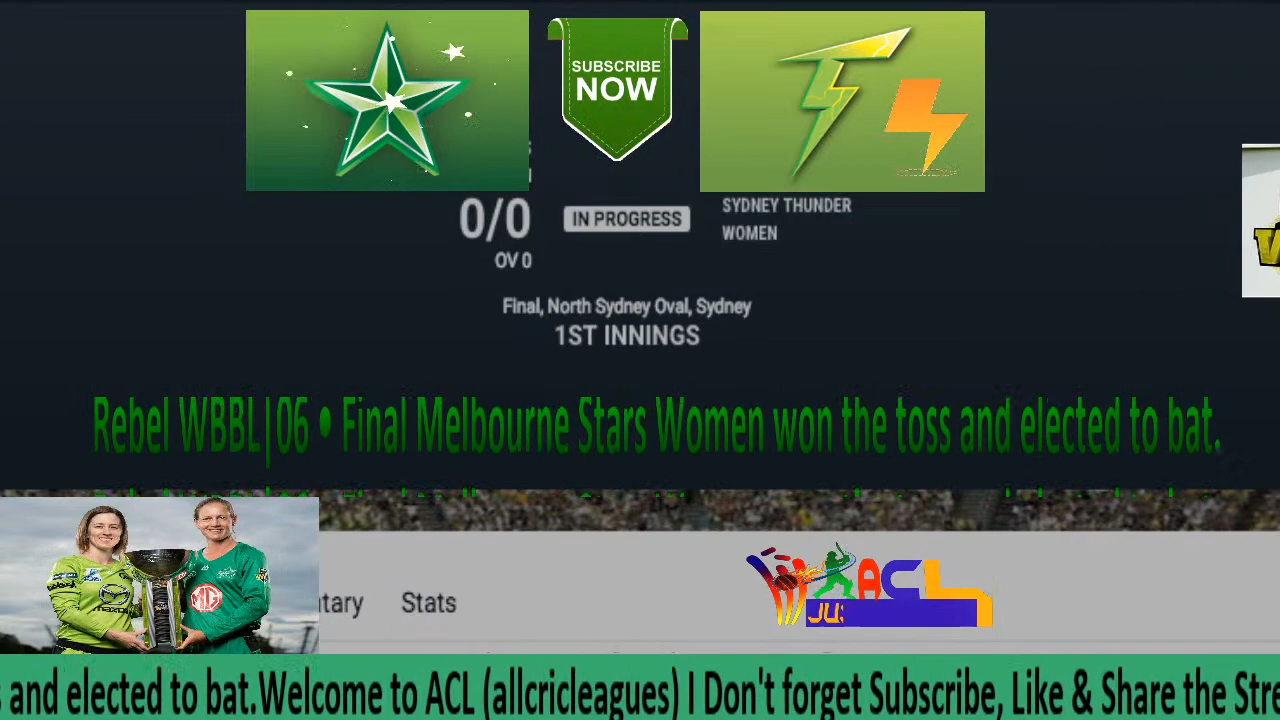 SUBSCRIBE
NOW
0/0
IN PROGRESS
SYDNEY THUNDER
WOMEN
OV 0
Final, North Sydney Oval, Sydney
1ST INNINGS
Rebel WBBL|06 • Final Melbourne Stars Women won the toss and elected to bat.
MG
tary
Stats
ACL
JU
and elected to bat.Welcome to ACL (allcricleagues) I Don't forget Subscribe, Like & Share the Stre